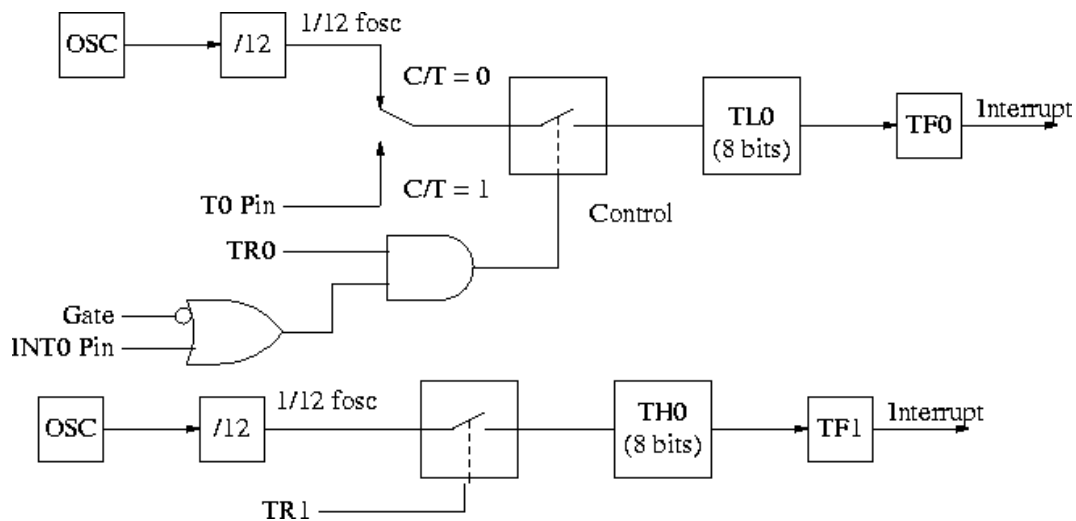 OSC
/12
1/12 fosc
C/T = 0
TL0
(8 bits)
TF0
Interrupt
C/T = 1
T0 Pin
Control
TR0
Gate
INT0 Pin
OSC
/12
1/12 fosc
TH0
(8 bits)
TF1
Interrupt
TR1